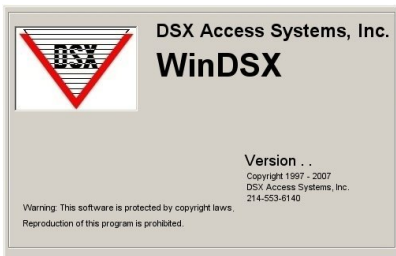 DSX Access Systems, Inc.
DSX
WinDSX
Version . .
Copyright 1997 - 2007
DSX Access Systems, Inc.
214-553-6140
Warning: This software is protected by copyright laws.
Reproduction of this program is prohibited.